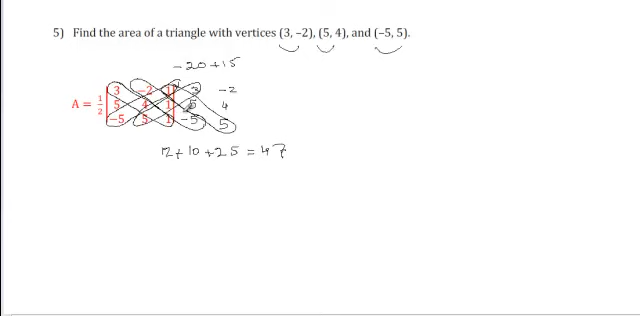 5) Find the area of a triangle with vertices (3, −2), (5, 4), and (−5, 5).
-20+15
3 −2 1 3 -2
A = 1/2 5 4 1 5 4
−5 5 1 -5 5
12+10+25=47